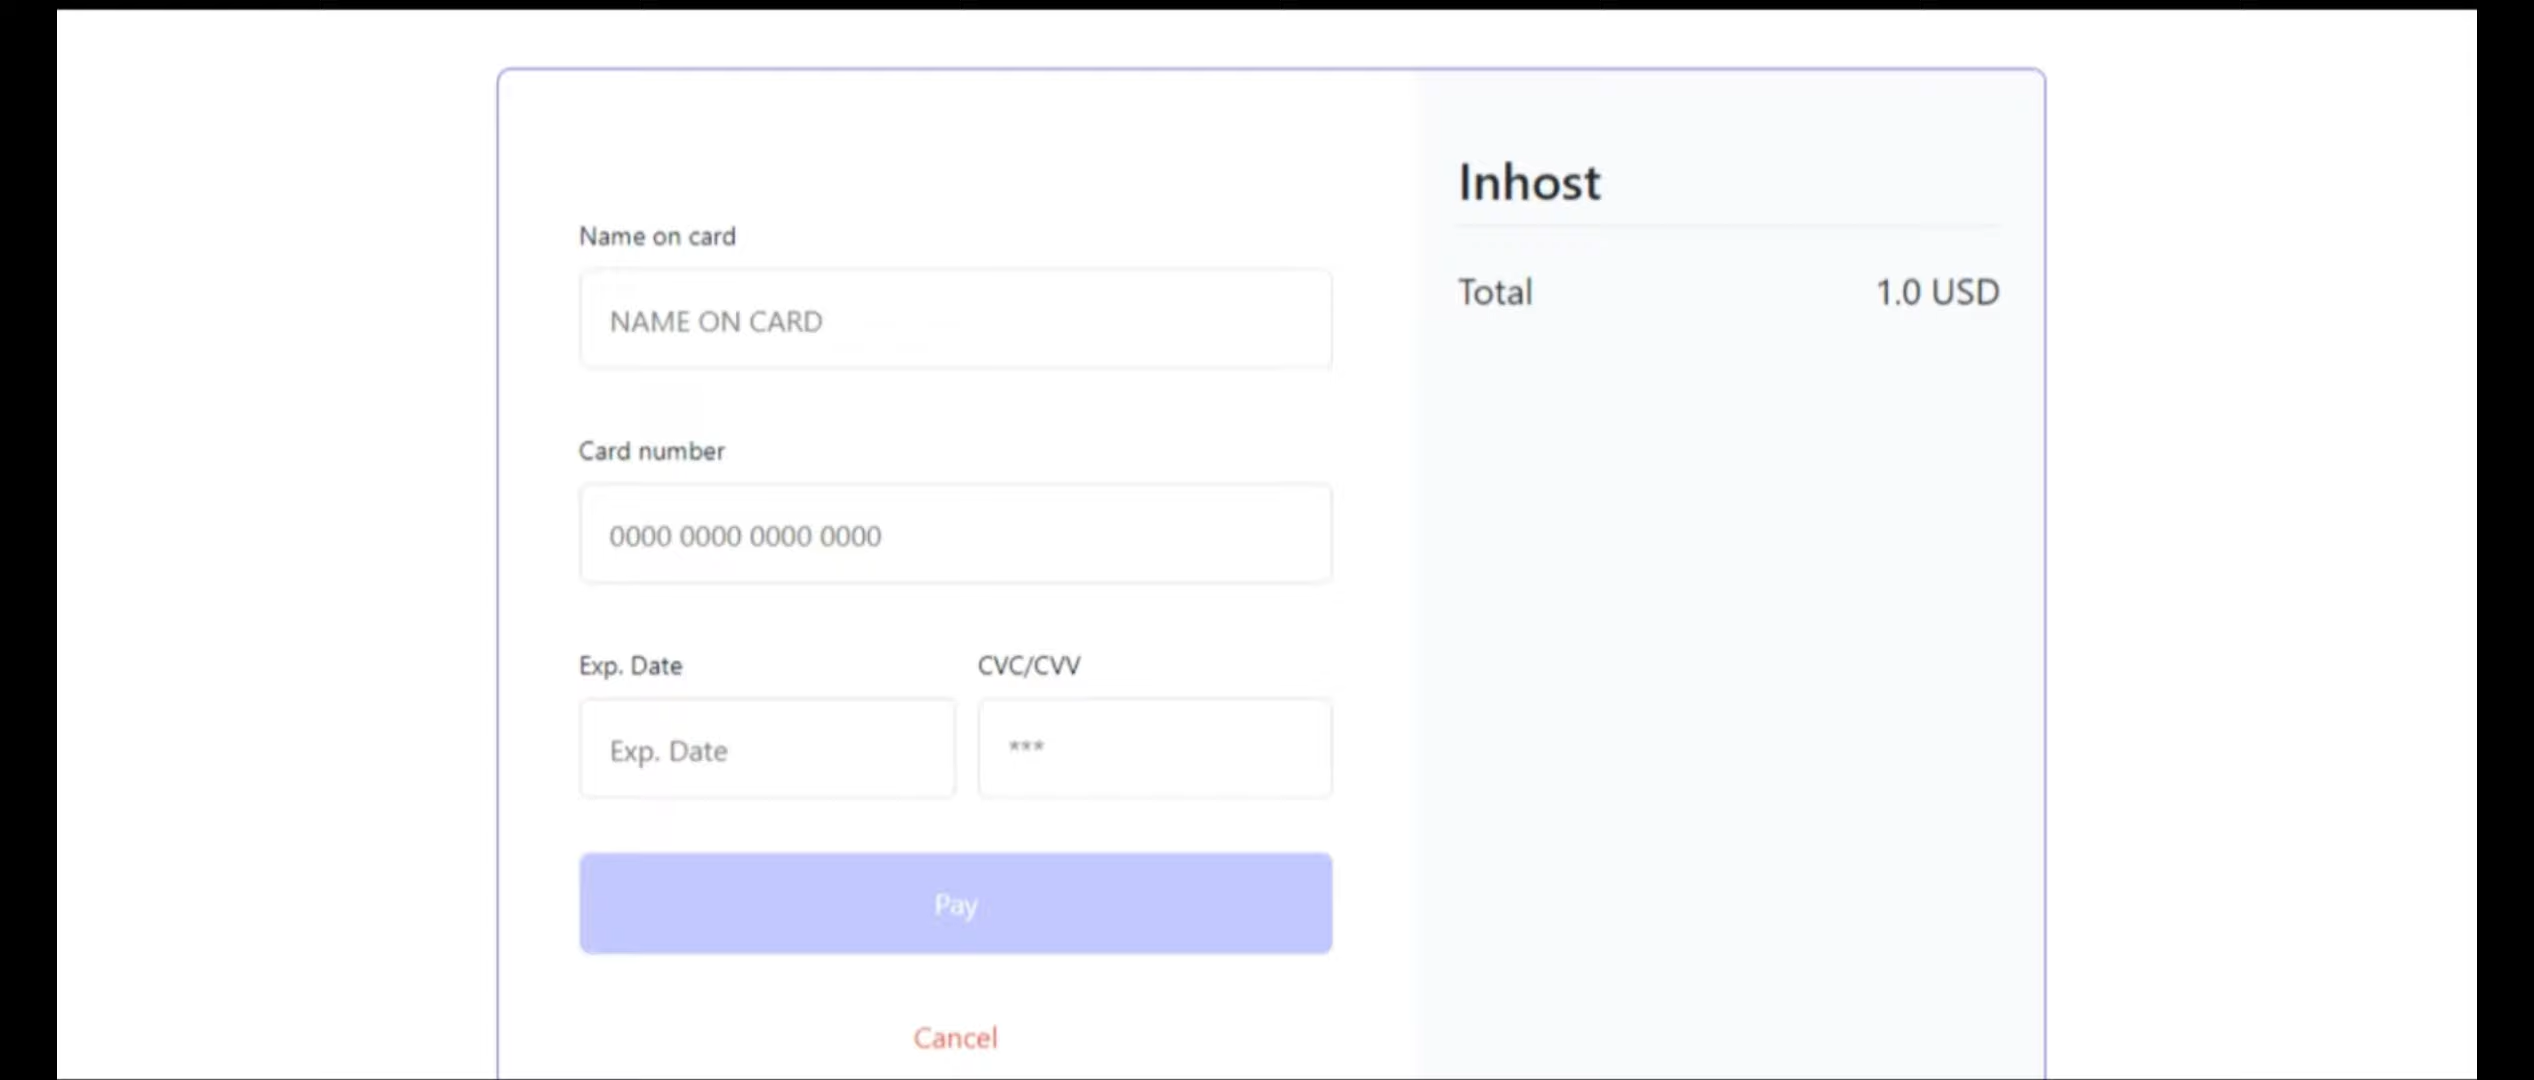 Name on card
NAME ON CARD
Card number
0000 0000 0000 0000
Exp. Date
CVC/CVV
Exp. Date
***
Pay
Cancel
Inhost
Total
1.0 USD